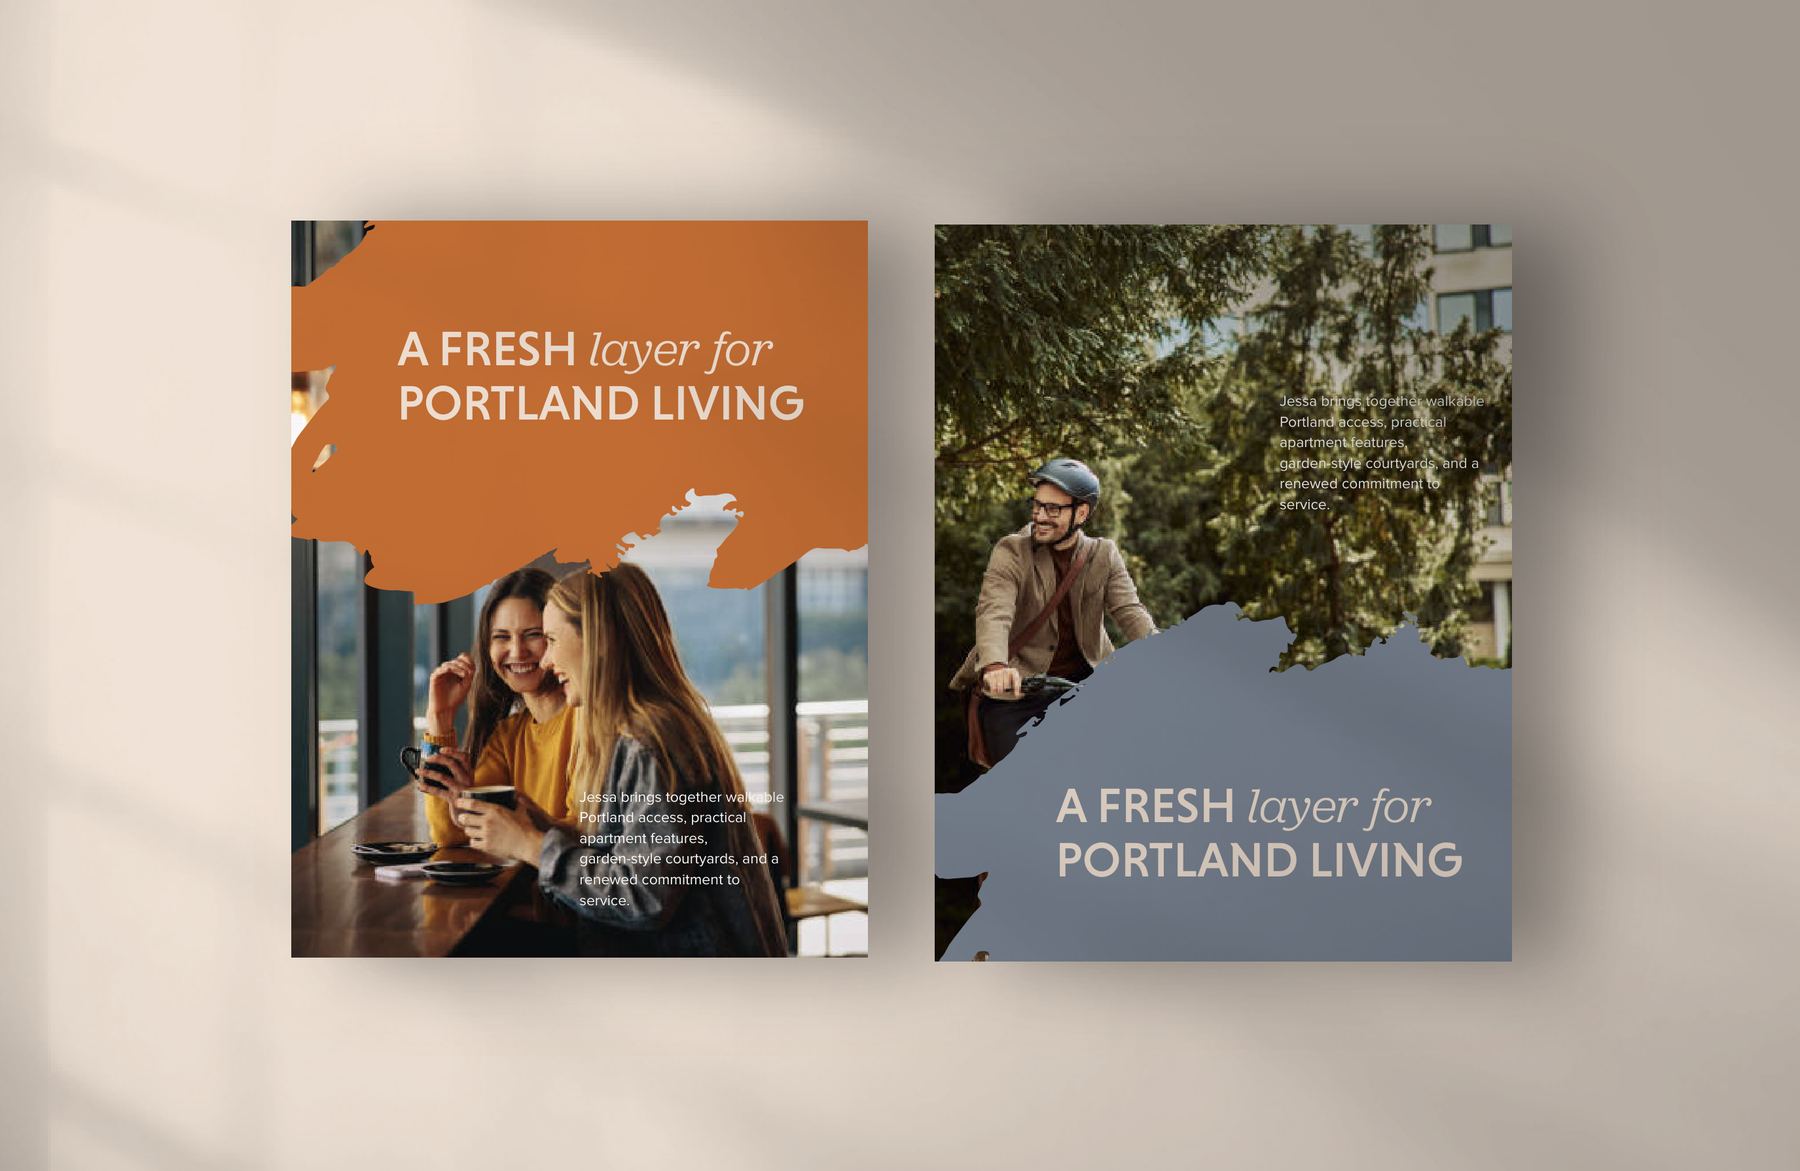 A FRESH layer for
PORTLAND LIVING
Jessa brings together walkable
Portland access, practical
apartment features,
garden-style courtyards, and a
renewed commitment to
service.
Jessa brings together walkable
Portland access, practical
apartment features,
garden-style courtyards, and a
renewed commitment to
service.
A FRESH layer for
PORTLAND LIVING